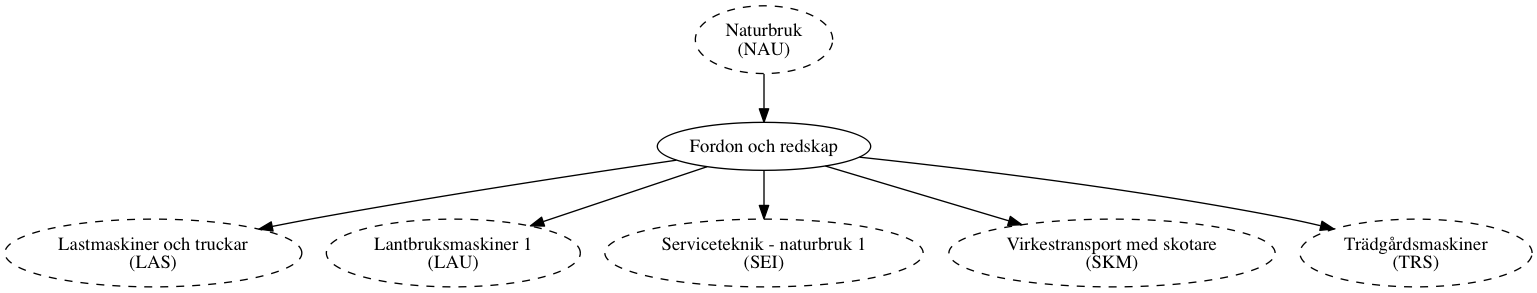 Naturbruk
(NAU)
Fordon och redskap
Lastmaskiner och truckar
(LAS)
Lantbruksmaskiner 1
(LAU)
Serviceteknik - naturbruk 1
(SEI)
Virkestransport med skotare
(SKM)
Trädgårdsmaskiner
(TRS)